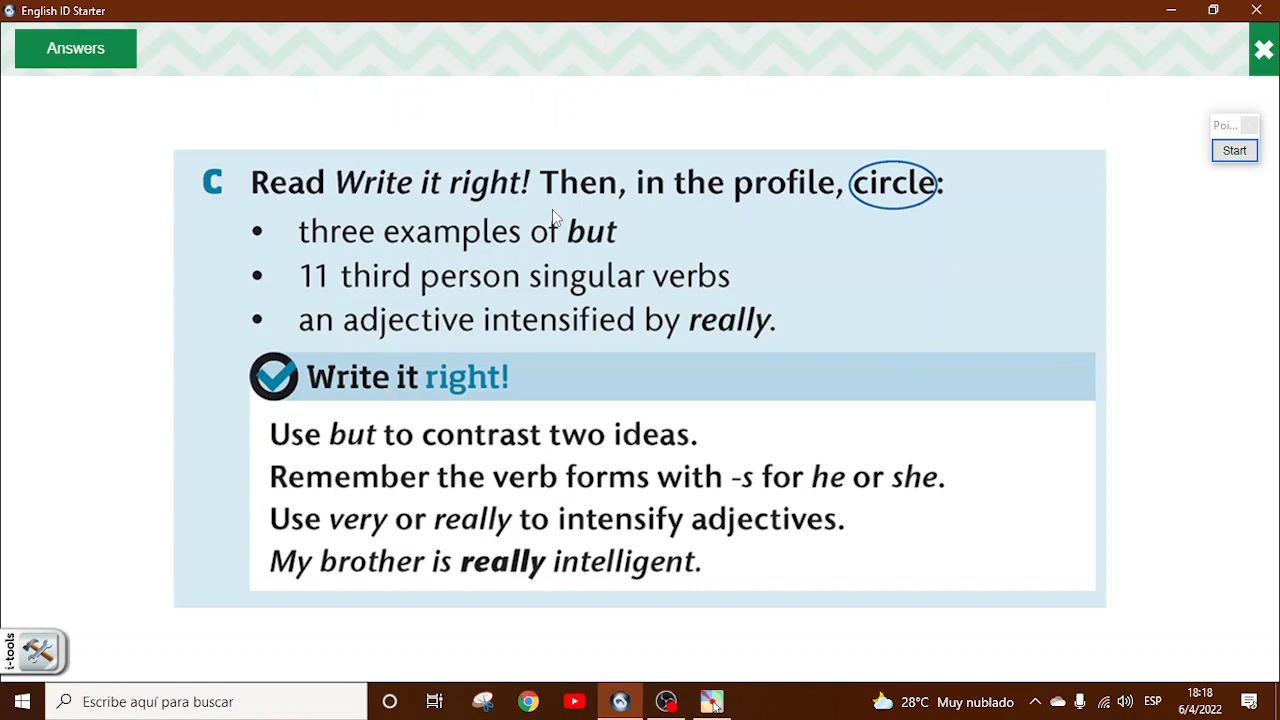 English ID Starter
Answers
Poi...
Start
C Read Write it right! Then, in the profile, circle:
• three examples of but
• 11 third person singular verbs
• an adjective intensified by really.
Write it right!
Use but to contrast two ideas.
Remember the verb forms with -s for he or she.
Use very or really to intensify adjectives.
My brother is really intelligent.
i-tools
Escribe aquí para buscar
28°C Muy nublado
ESP
18:18
6/4/2022